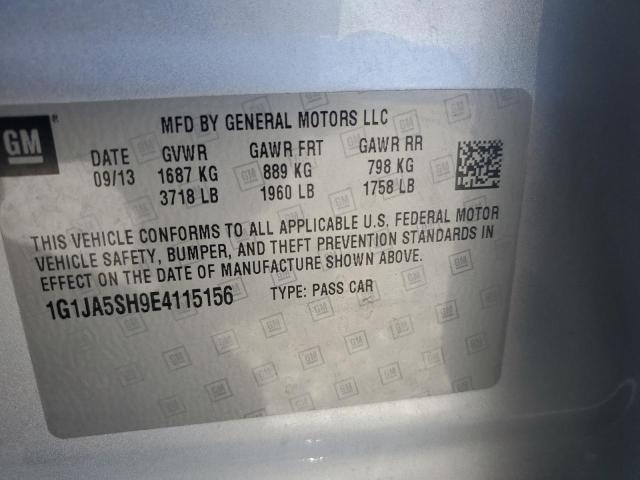 GM
MFD BY GENERAL MOTORS LLC
DATE GVWR GAWR FRT GAWR RR
09/13 1687 KG 889 KG 798 KG
3718 LB 1960 LB 1758 LB
THIS VEHICLE CONFORMS TO ALL APPLICABLE U.S. FEDERAL MOTOR
VEHICLE SAFETY, BUMPER, AND THEFT PREVENTION STANDARDS IN
EFFECT ON THE DATE OF MANUFACTURE SHOWN ABOVE.
1G1JA5SH9E4115156 TYPE: PASS CAR